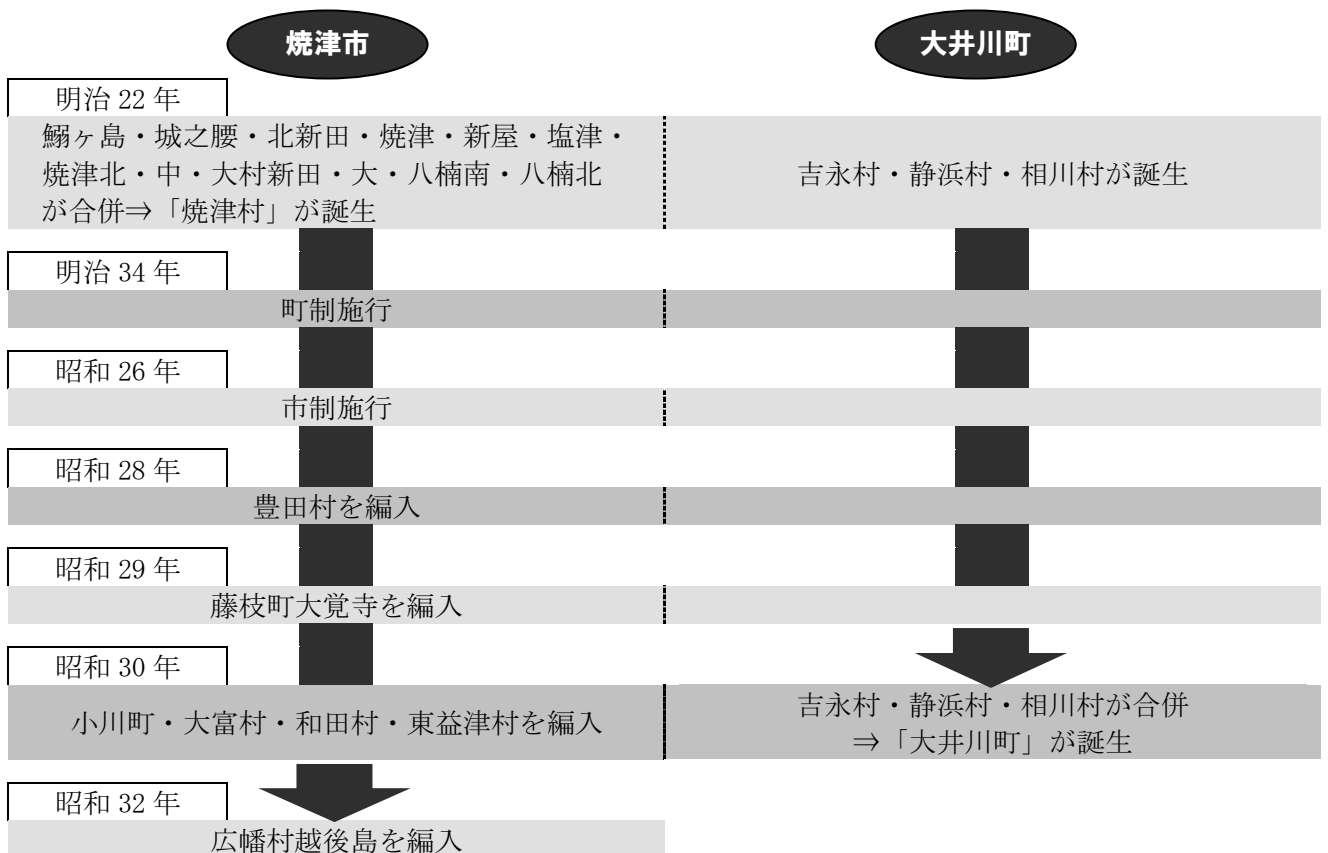 焼津市
大井川町
明治 22 年
鰯ヶ島・城之腰・北新田・焼津・新屋・塩津・
焼津北・中・大村新田・大・八楠南・八楠北
が合併⇒「焼津村」が誕生
吉永村・静浜村・相川村が誕生
明治 34 年
町制施行
昭和 26 年
市制施行
昭和 28 年
豊田村を編入
昭和 29 年
藤枝町大覚寺を編入
昭和 30 年
小川町・大富村・和田村・東益津村を編入
吉永村・静浜村・相川村が合併
⇒「大井川町」が誕生
昭和 32 年
広幡村越後島を編入